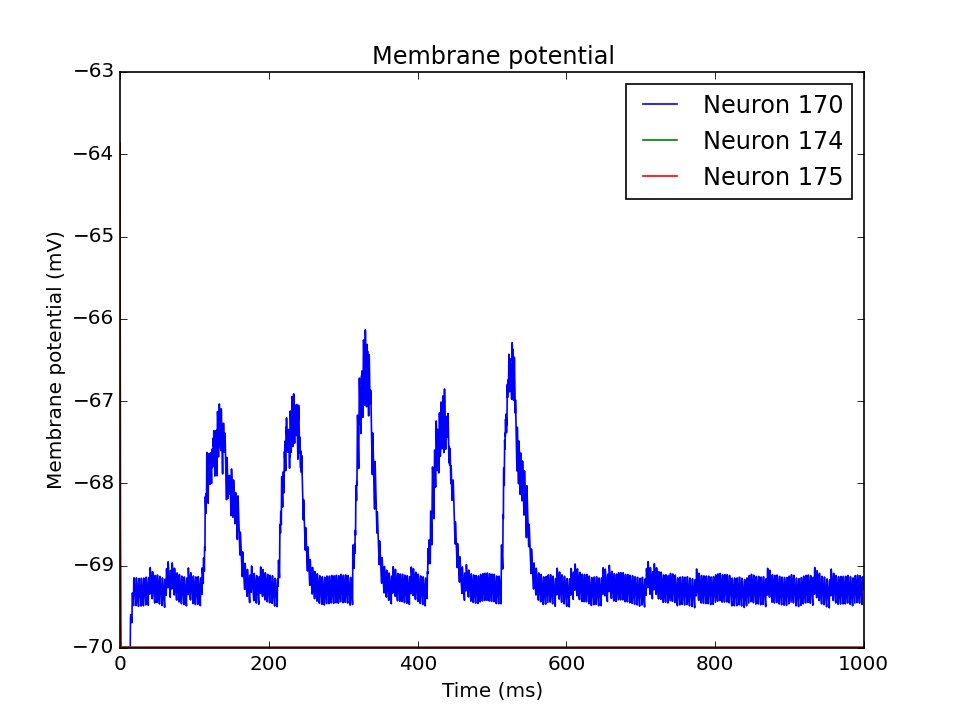 Membrane potential
−63
−64
−65
−66
−67
−68
−69
−70
Membrane potential (mV)
Neuron 170
Neuron 174
Neuron 175
0 200 400 600 800 1000
Time (ms)